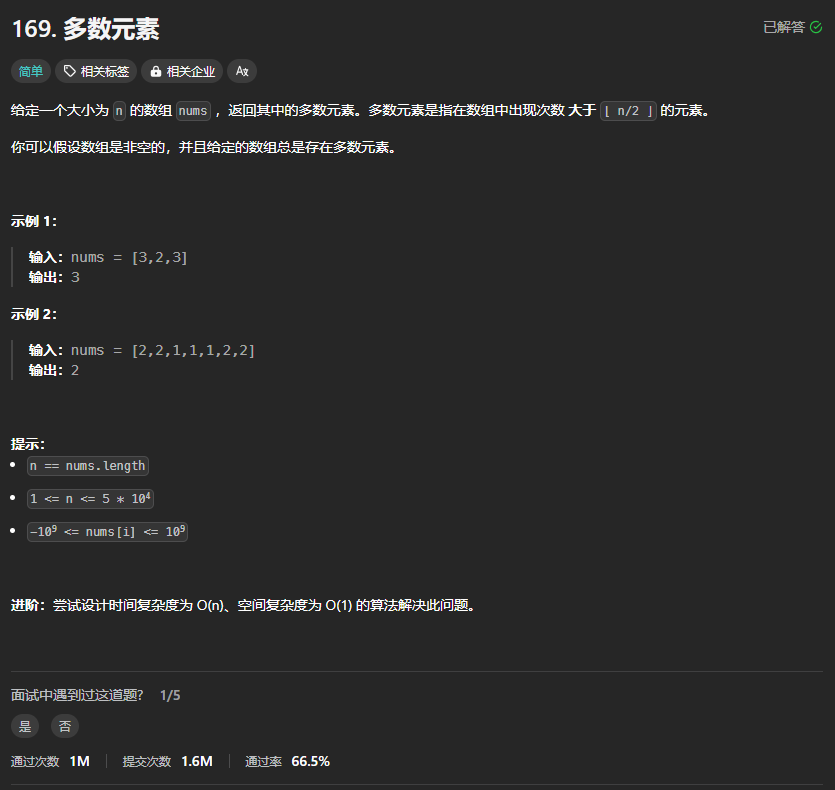 169. 多数元素
已解答
简单 相关标签 相关企业 Aあ
给定一个大小为 n 的数组 nums ，返回其中的多数元素。多数元素是指在数组中出现次数 大于 ⌊ n/2 ⌋ 的元素。
你可以假设数组是非空的，并且给定的数组总是存在多数元素。
示例 1：
输入：nums = [3,2,3]
输出：3
示例 2：
输入：nums = [2,2,1,1,1,2,2]
输出：2
提示：
n == nums.length
1 <= n <= 5 * 10⁴
-10⁹ <= nums[i] <= 10⁹
进阶：尝试设计时间复杂度为 O(n)、空间复杂度为 O(1) 的算法解决此问题。
面试中遇到过这道题? 1/5
是 否
通过次数 1M 提交次数 1.6M 通过率 66.5%